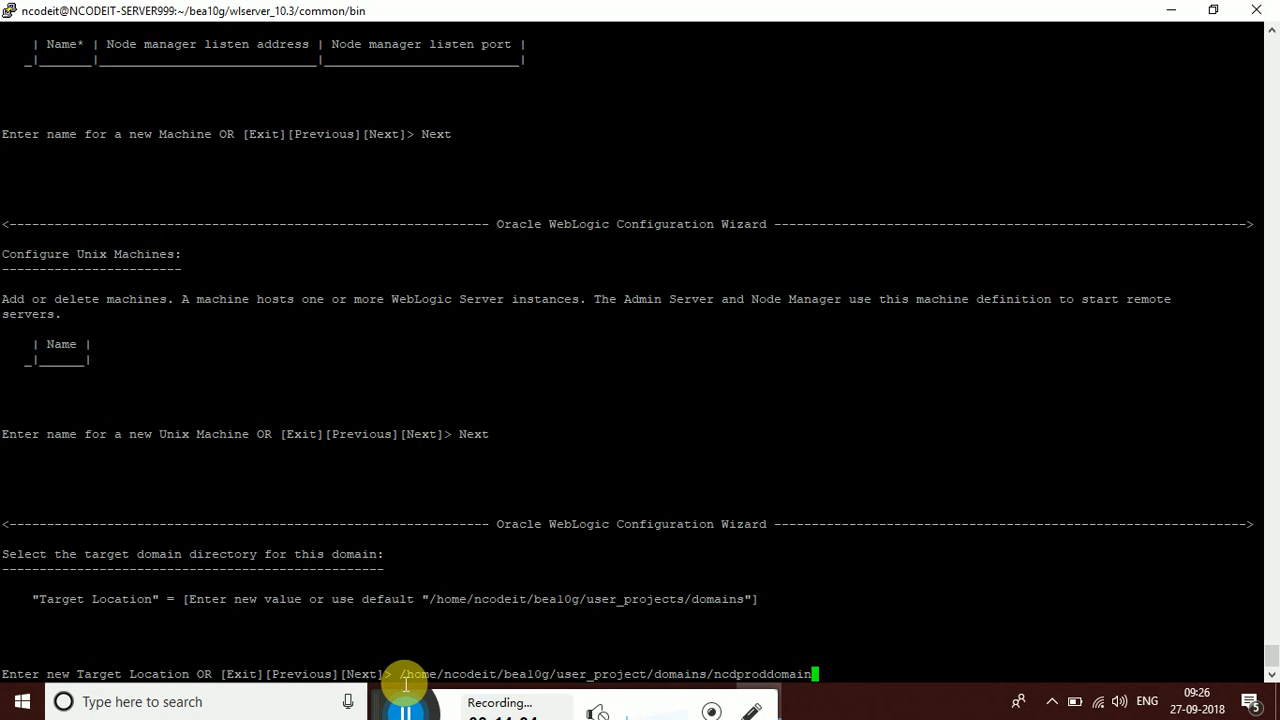 ncodeit@NCODEIT-SERVER999:~/bea10g/wlserver_10.3/common/bin
| Name* | Node manager listen address | Node manager listen port |
_|______|_____________________________|__________________________|
Enter name for a new Machine OR [Exit][Previous][Next]> Next
<---------------------------------------------------------------- Oracle WebLogic Configuration Wizard --------------------------------------------------------------->
Configure Unix Machines:
------------------------
Add or delete machines. A machine hosts one or more WebLogic Server instances. The Admin Server and Node Manager use this machine definition to start remote
servers.
| Name |
_|______|
Enter name for a new Unix Machine OR [Exit][Previous][Next]> Next
<---------------------------------------------------------------- Oracle WebLogic Configuration Wizard --------------------------------------------------------------->
Select the target domain directory for this domain:
---------------------------------------------------
"Target Location" = [Enter new value or use default "/home/ncodeit/bea10g/user_projects/domains"]
Enter new Target Location OR [Exit][Previous][Next]> /home/ncodeit/bea10g/user_project/domains/ncdproddomain
Type here to search
Recording...
ENG
09:26
27-09-2018
5